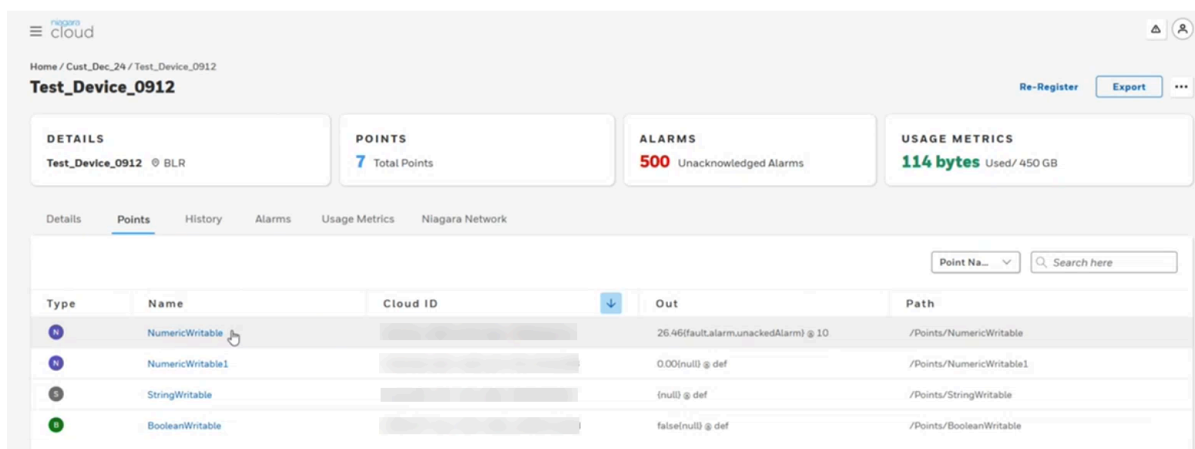 niagara
cloud
Home / Cust_Dec_24 / Test_Device_0912
Test_Device_0912
Re-Register Export ...
DETAILS POINTS ALARMS USAGE METRICS
Test_Device_0912 BLR 7 Total Points 500 Unacknowledged Alarms 114 bytes Used/ 450 GB
Details Points History Alarms Usage Metrics Niagara Network
Point Na... Search here
Type Name Cloud ID Out Path
N NumericWritable 26.46{fault,alarm,unackedAlarm} @ 10 /Points/NumericWritable
N NumericWritable1 0.00{null} @ def /Points/NumericWritable1
S StringWritable {null} @ def /Points/StringWritable
B BooleanWritable false{null} @ def /Points/BooleanWritable